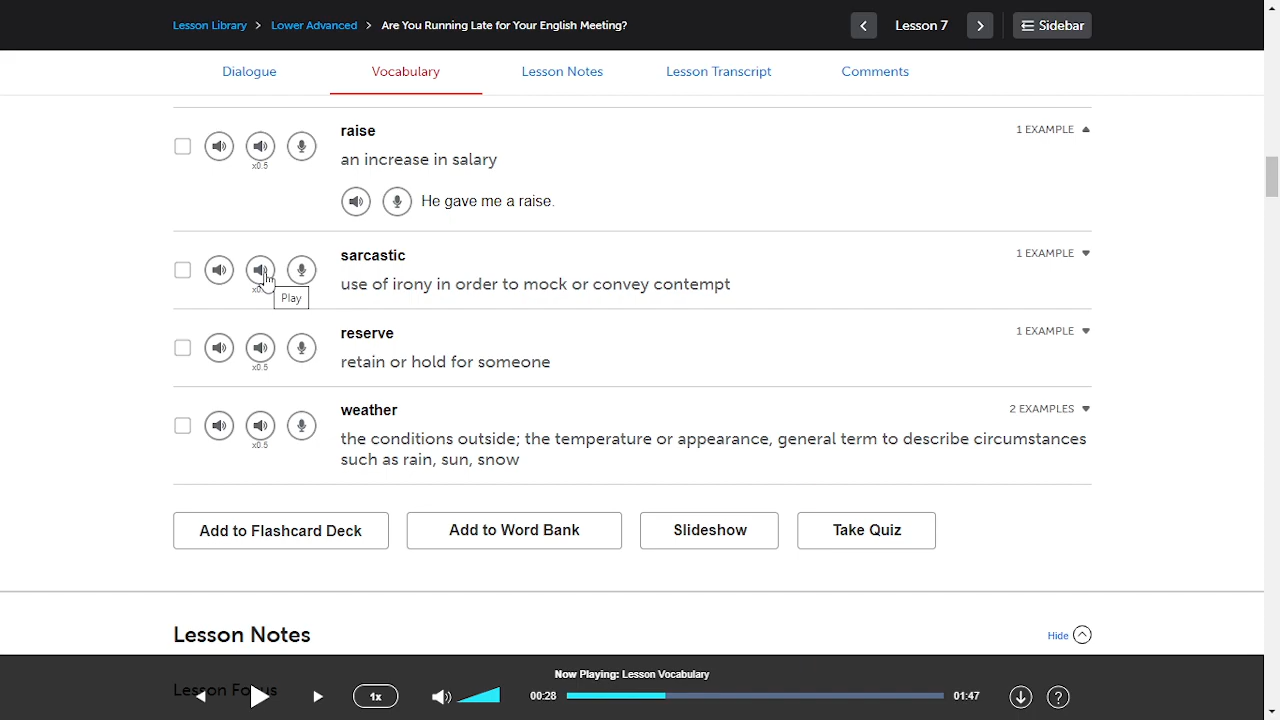 Lesson Library > Lower Advanced > Are You Running Late for Your English Meeting?
Lesson 7
Sidebar
Dialogue
Vocabulary
Lesson Notes
Lesson Transcript
Comments
raise
1 EXAMPLE
x0.5
an increase in salary
He gave me a raise.
sarcastic
1 EXAMPLE
use of irony in order to mock or convey contempt
Play
reserve
1 EXAMPLE
x0.5
retain or hold for someone
weather
2 EXAMPLES
x0.5
the conditions outside; the temperature or appearance, general term to describe circumstances
such as rain, sun, snow
Add to Flashcard Deck
Add to Word Bank
Slideshow
Take Quiz
Lesson Notes
Hide
Now Playing: Lesson Vocabulary
Lesson Focus
1x
00:28
01:47
?